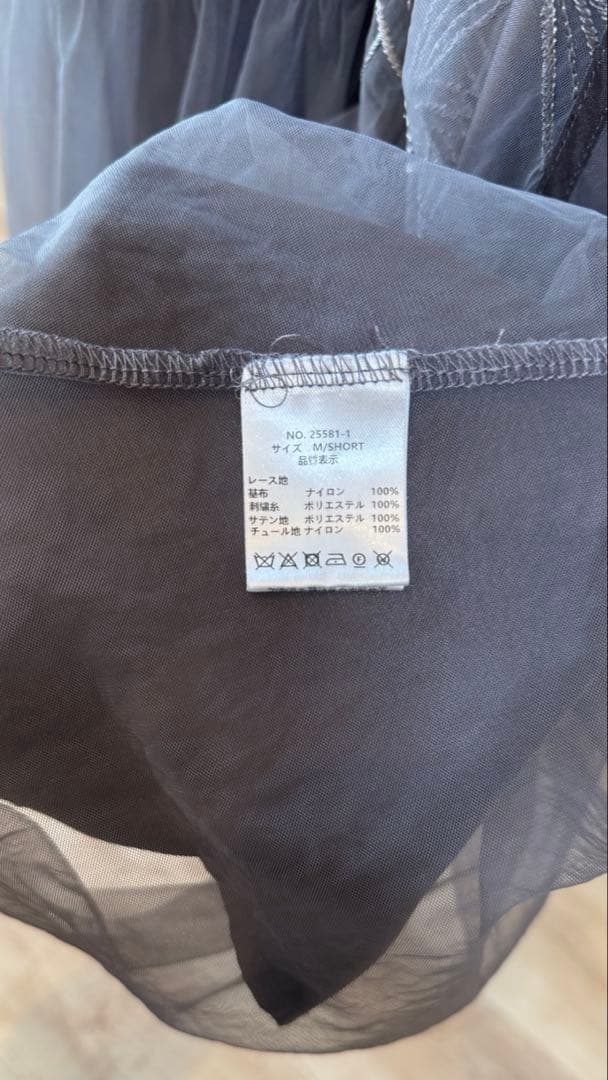 NO. 25581-1
サイズ M/SHORT
品質表示
レース地
基布 ナイロン 100%
刺繍糸 ポリエステル 100%
サテン地 ポリエステル 100%
チュール地 ナイロン 100%